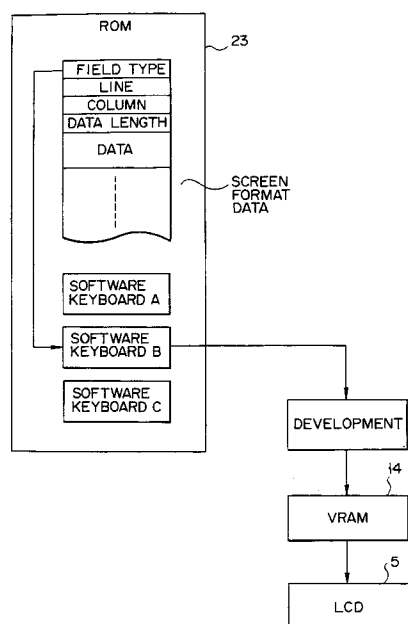 ROM
23
FIELD TYPE
LINE
COLUMN
DATA LENGTH
DATA
SCREEN
FORMAT
DATA
SOFTWARE
KEYBOARD A
SOFTWARE
KEYBOARD B
SOFTWARE
KEYBOARD C
DEVELOPMENT
14
VRAM
5
LCD